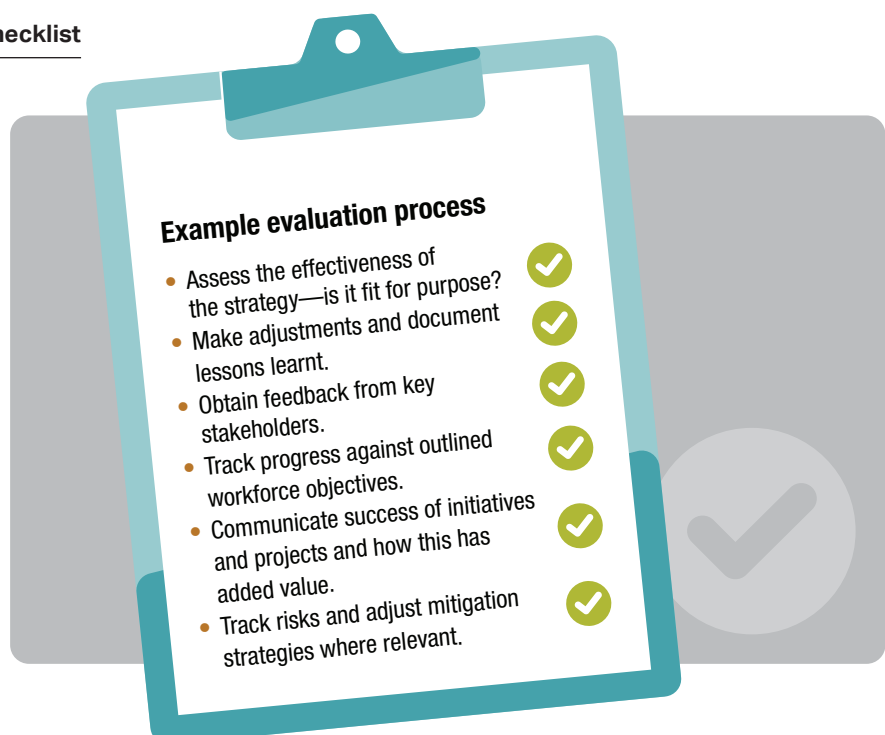 hecklist
Example evaluation process
• Assess the effectiveness of
the strategy—is it fit for purpose?
• Make adjustments and document
lessons learnt.
• Obtain feedback from key
stakeholders.
• Track progress against outlined
workforce objectives.
• Communicate success of initiatives
and projects and how this has
added value.
• Track risks and adjust mitigation
strategies where relevant.